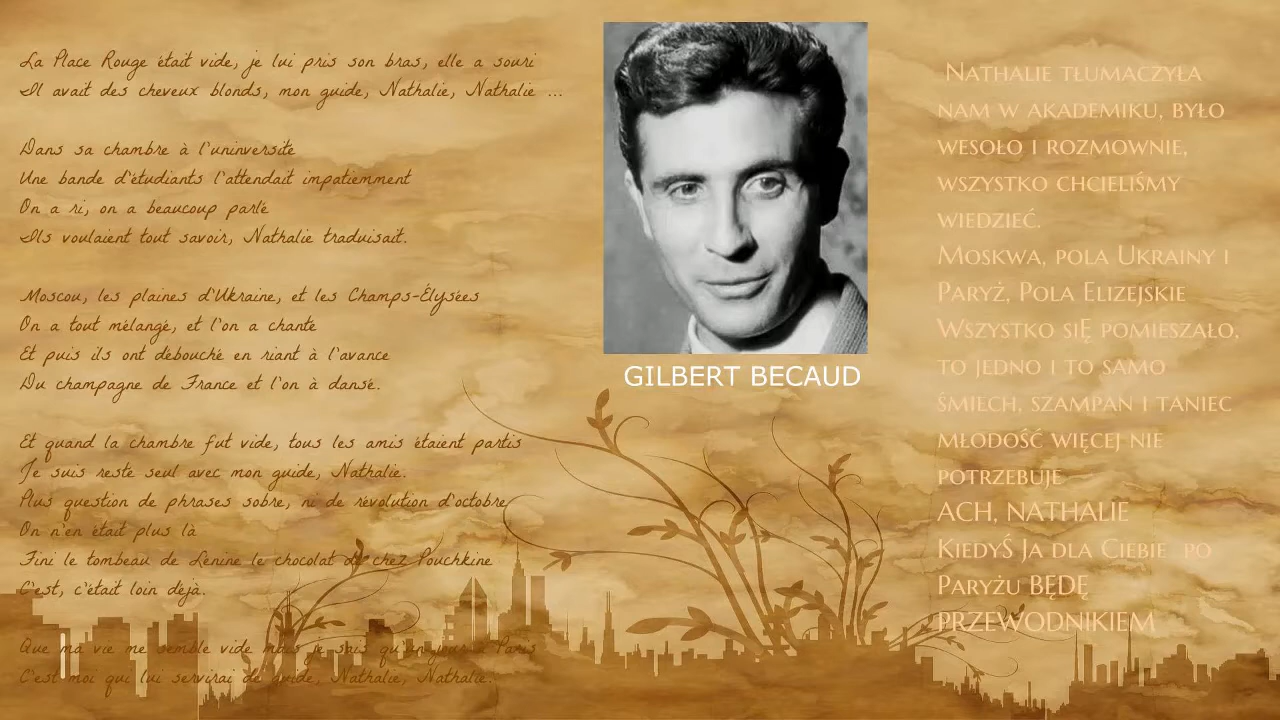 La Place Rouge était vide, je lui pris son bras, elle a souri
Il avait des cheveux blonds, mon guide, Nathalie, Nathalie ...
Dans sa chambre à l'uninversité
Une bande d'étudiants l'attendait impatiemment
On a ri, on a beaucoup parlé
Ils voulaient tout savoir, Nathalie traduisait.
Moscou, les plaines d'Ukraine, et les Champs-Élysées
On a tout mélangé, et l'on a chanté
Et puis ils ont débouché en riant à l'avance
Du champagne de France et l'on à dansé.
Et quand la chambre fut vide, tous les amis étaient partis
Je suis resté seul avec mon guide, Nathalie.
Plus question de phrases sobre, ni de révolution d'octobre
On n'en était plus là
Fini le tombeau de Lénine le chocolat de chez Pouchkine
C'est, c'était loin déjà.
Que ma vie me semble vide mais je sais qu'un jour à Paris
C'est moi qui lui servirai de guide, Nathalie, Nathalie.
GILBERT BECAUD
Nathalie tłumaczyła
nam w akademiku, było
wesoło i rozmownie,
wszystko chcieliśmy
wiedzieć.
Moskwa, pola Ukrainy i
Paryż, Pola Elizejskie
Wszystko siĘ pomieszało,
to jedno i to samo
śmiech, szampan i taniec
młodość więcej nie
potrzebuje
ACH, NATHALIE
KiedyŚ Ja dla Ciebie po
Paryżu BĘDĘ
PRZEWODNIKIEM